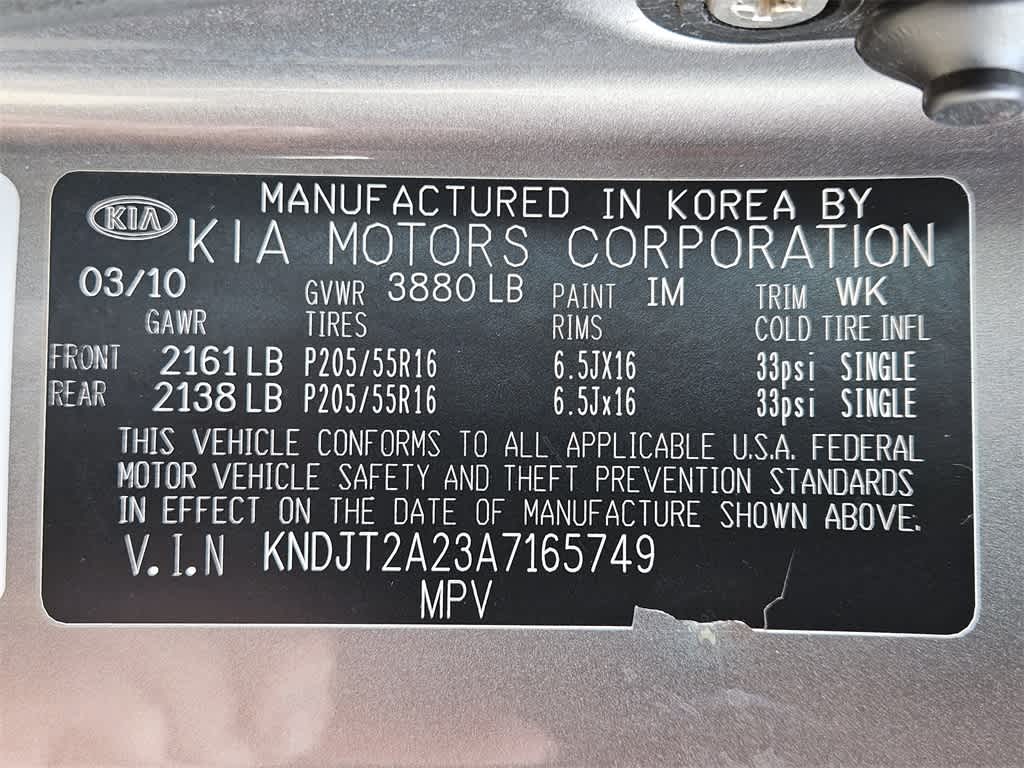 KIA MANUFACTURED IN KOREA BY
KIA MOTORS CORPORATION
03/10 GVWR 3880 LB PAINT IM TRIM WK
GAWR TIRES RIMS COLD TIRE INFL
FRONT 2161 LB P205/55R16 6.5JX16 33psi SINGLE
REAR 2138 LB P205/55R16 6.5Jx16 33psi SINGLE
THIS VEHICLE CONFORMS TO ALL APPLICABLE U.S.A. FEDERAL
MOTOR VEHICLE SAFETY AND THEFT PREVENTION STANDARDS
IN EFFECT ON THE DATE OF MANUFACTURE SHOWN ABOVE.
V.I.N KNDJT2A23A7165749
MPV